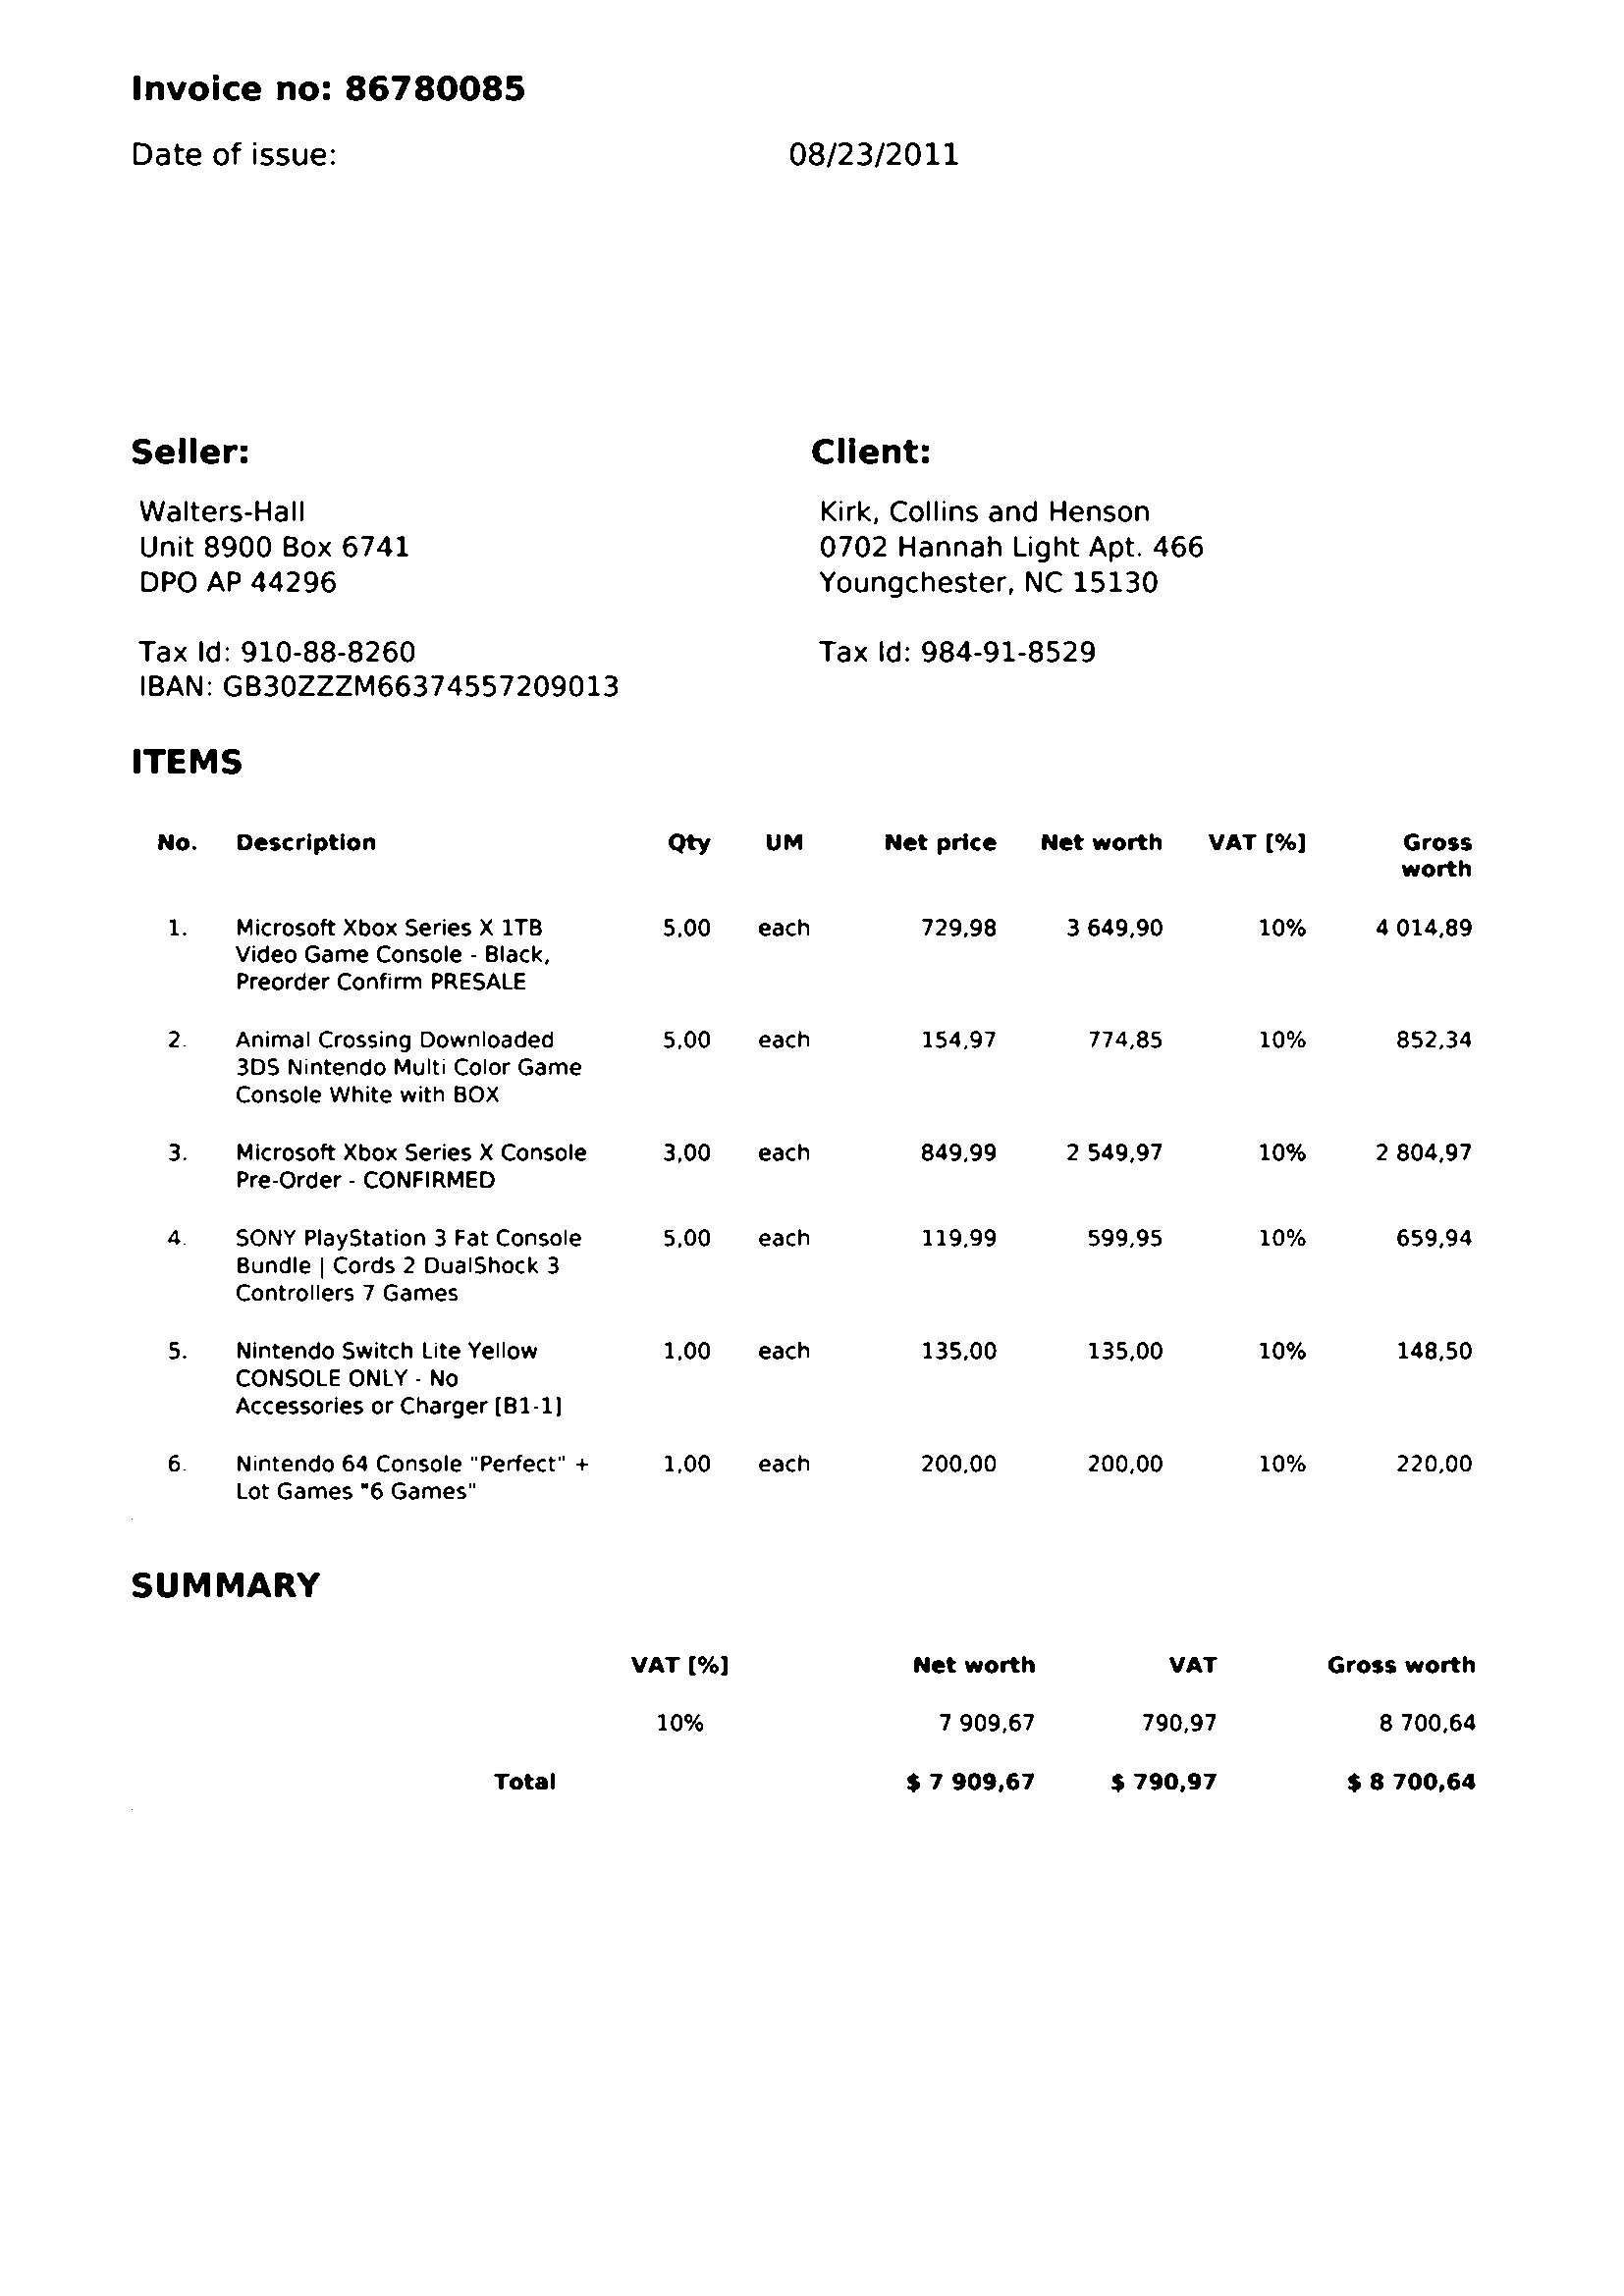 Invoice no: 86780085
Date of issue: 08/23/2011
Seller: Client:
Walters-Hall Kirk, Collins and Henson
Unit 8900 Box 6741 0702 Hannah Light Apt. 466
DPO AP 44296 Youngchester, NC 15130
Tax Id: 910-88-8260 Tax Id: 984-91-8529
IBAN: GB30ZZZM66374557209013
ITEMS
No. Description Qty UM Net price Net worth VAT [%] Gross
worth
1. Microsoft Xbox Series X 1TB 5,00 each 729,98 3 649,90 10% 4 014,89
Video Game Console - Black,
Preorder Confirm PRESALE
2. Animal Crossing Downloaded 5,00 each 154,97 774,85 10% 852,34
3DS Nintendo Multi Color Game
Console White with BOX
3. Microsoft Xbox Series X Console 3,00 each 849,99 2 549,97 10% 2 804,97
Pre-Order - CONFIRMED
4. SONY PlayStation 3 Fat Console 5,00 each 119,99 599,95 10% 659,94
Bundle | Cords 2 DualShock 3
Controllers 7 Games
5. Nintendo Switch Lite Yellow 1,00 each 135,00 135,00 10% 148,50
CONSOLE ONLY - No
Accessories or Charger [B1-1]
6. Nintendo 64 Console "Perfect" + 1,00 each 200,00 200,00 10% 220,00
Lot Games "6 Games"
SUMMARY
VAT [%] Net worth VAT Gross worth
10% 7 909,67 790,97 8 700,64
Total $ 7 909,67 $ 790,97 $ 8 700,64